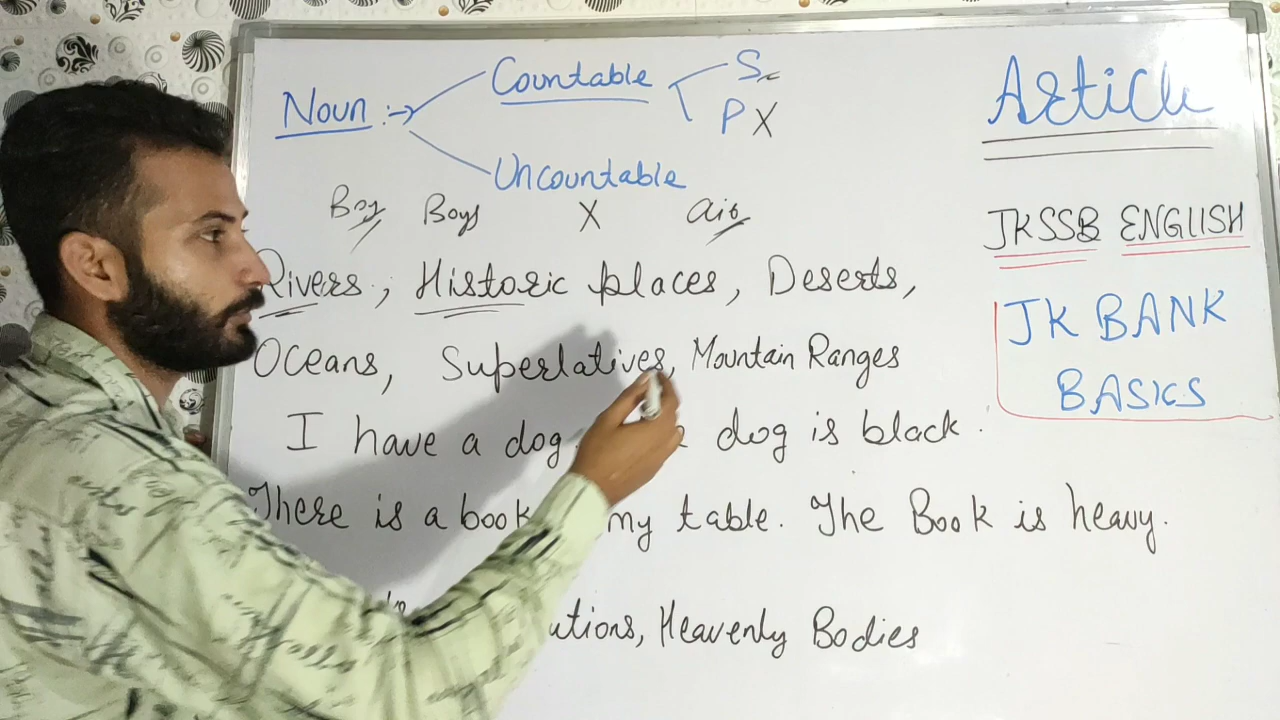 Article
Noun :→ Countable S
P X
Uncountable
Boy Boys X air
JKSSB ENGLISH
Rivers, Historic places, Deserts,
JK BANK
BASICS
Oceans, Superlatives, Mountain Ranges
I have a dog. dog is black.
There is a book my table. The Book is heavy.
Heavenly Bodies